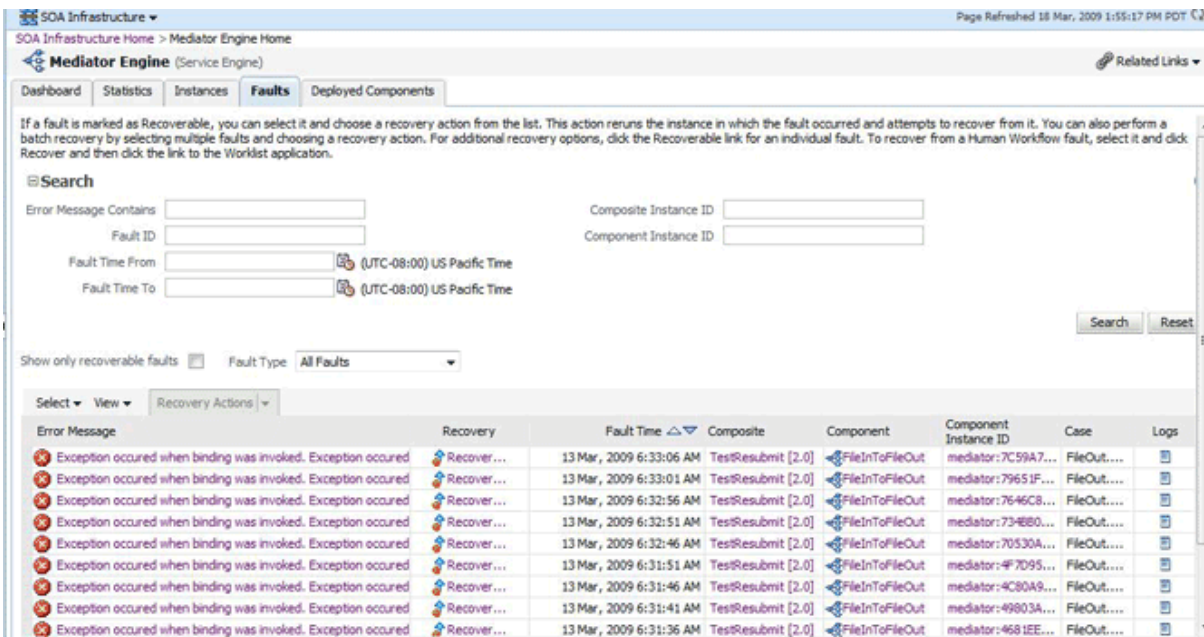 SOA Infrastructure
Page Refreshed 18 Mar, 2009 1:55:17 PM PDT
SOA Infrastructure Home > Mediator Engine Home
Mediator Engine (Service Engine)
Related Links
Dashboard Statistics Instances Faults Deployed Components
If a fault is marked as Recoverable, you can select it and choose a recovery action from the list. This action reruns the instance in which the fault occurred and attempts to recover from it. You can also perform a
batch recovery by selecting multiple faults and choosing a recovery action. For additional recovery options, click the Recoverable link for an individual fault. To recover from a Human Workflow fault, select it and click
Recover and then click the link to the Worklist application.
Search
Error Message Contains Composite Instance ID
Fault ID Component Instance ID
Fault Time From (UTC-08:00) US Pacific Time
Fault Time To (UTC-08:00) US Pacific Time
Search Reset
Show only recoverable faults Fault Type All Faults
Select View Recovery Actions
Error Message Recovery Fault Time Composite Component Component Instance ID Case Logs
Exception occured when binding was invoked. Exception occured Recover... 13 Mar, 2009 6:33:06 AM TestResubmit [2.0] FileInToFileOut mediator:7C59A7... FileOut....
Exception occured when binding was invoked. Exception occured Recover... 13 Mar, 2009 6:33:01 AM TestResubmit [2.0] FileInToFileOut mediator:79651F... FileOut....
Exception occured when binding was invoked. Exception occured Recover... 13 Mar, 2009 6:32:56 AM TestResubmit [2.0] FileInToFileOut mediator:7646C8... FileOut....
Exception occured when binding was invoked. Exception occured Recover... 13 Mar, 2009 6:32:51 AM TestResubmit [2.0] FileInToFileOut FileOut....
Exception occured when binding was invoked. Exception occured Recover... 13 Mar, 2009 6:32:46 AM TestResubmit [2.0] FileInToFileOut mediator:70530A... FileOut....
Exception occured when binding was invoked. Exception occured Recover... 13 Mar, 2009 6:31:51 AM TestResubmit [2.0] FileInToFileOut mediator:4F7D95... FileOut....
Exception occured when binding was invoked. Exception occured Recover... 13 Mar, 2009 6:31:46 AM TestResubmit [2.0] FileInToFileOut mediator:4C80A9... FileOut....
Exception occured when binding was invoked. Exception occured Recover... 13 Mar, 2009 6:31:41 AM TestResubmit [2.0] FileInToFileOut mediator:49803A... FileOut....
Exception occured when binding was invoked. Exception occured Recover... 13 Mar, 2009 6:31:36 AM TestResubmit [2.0] FileInToFileOut mediator:4681EE... FileOut....